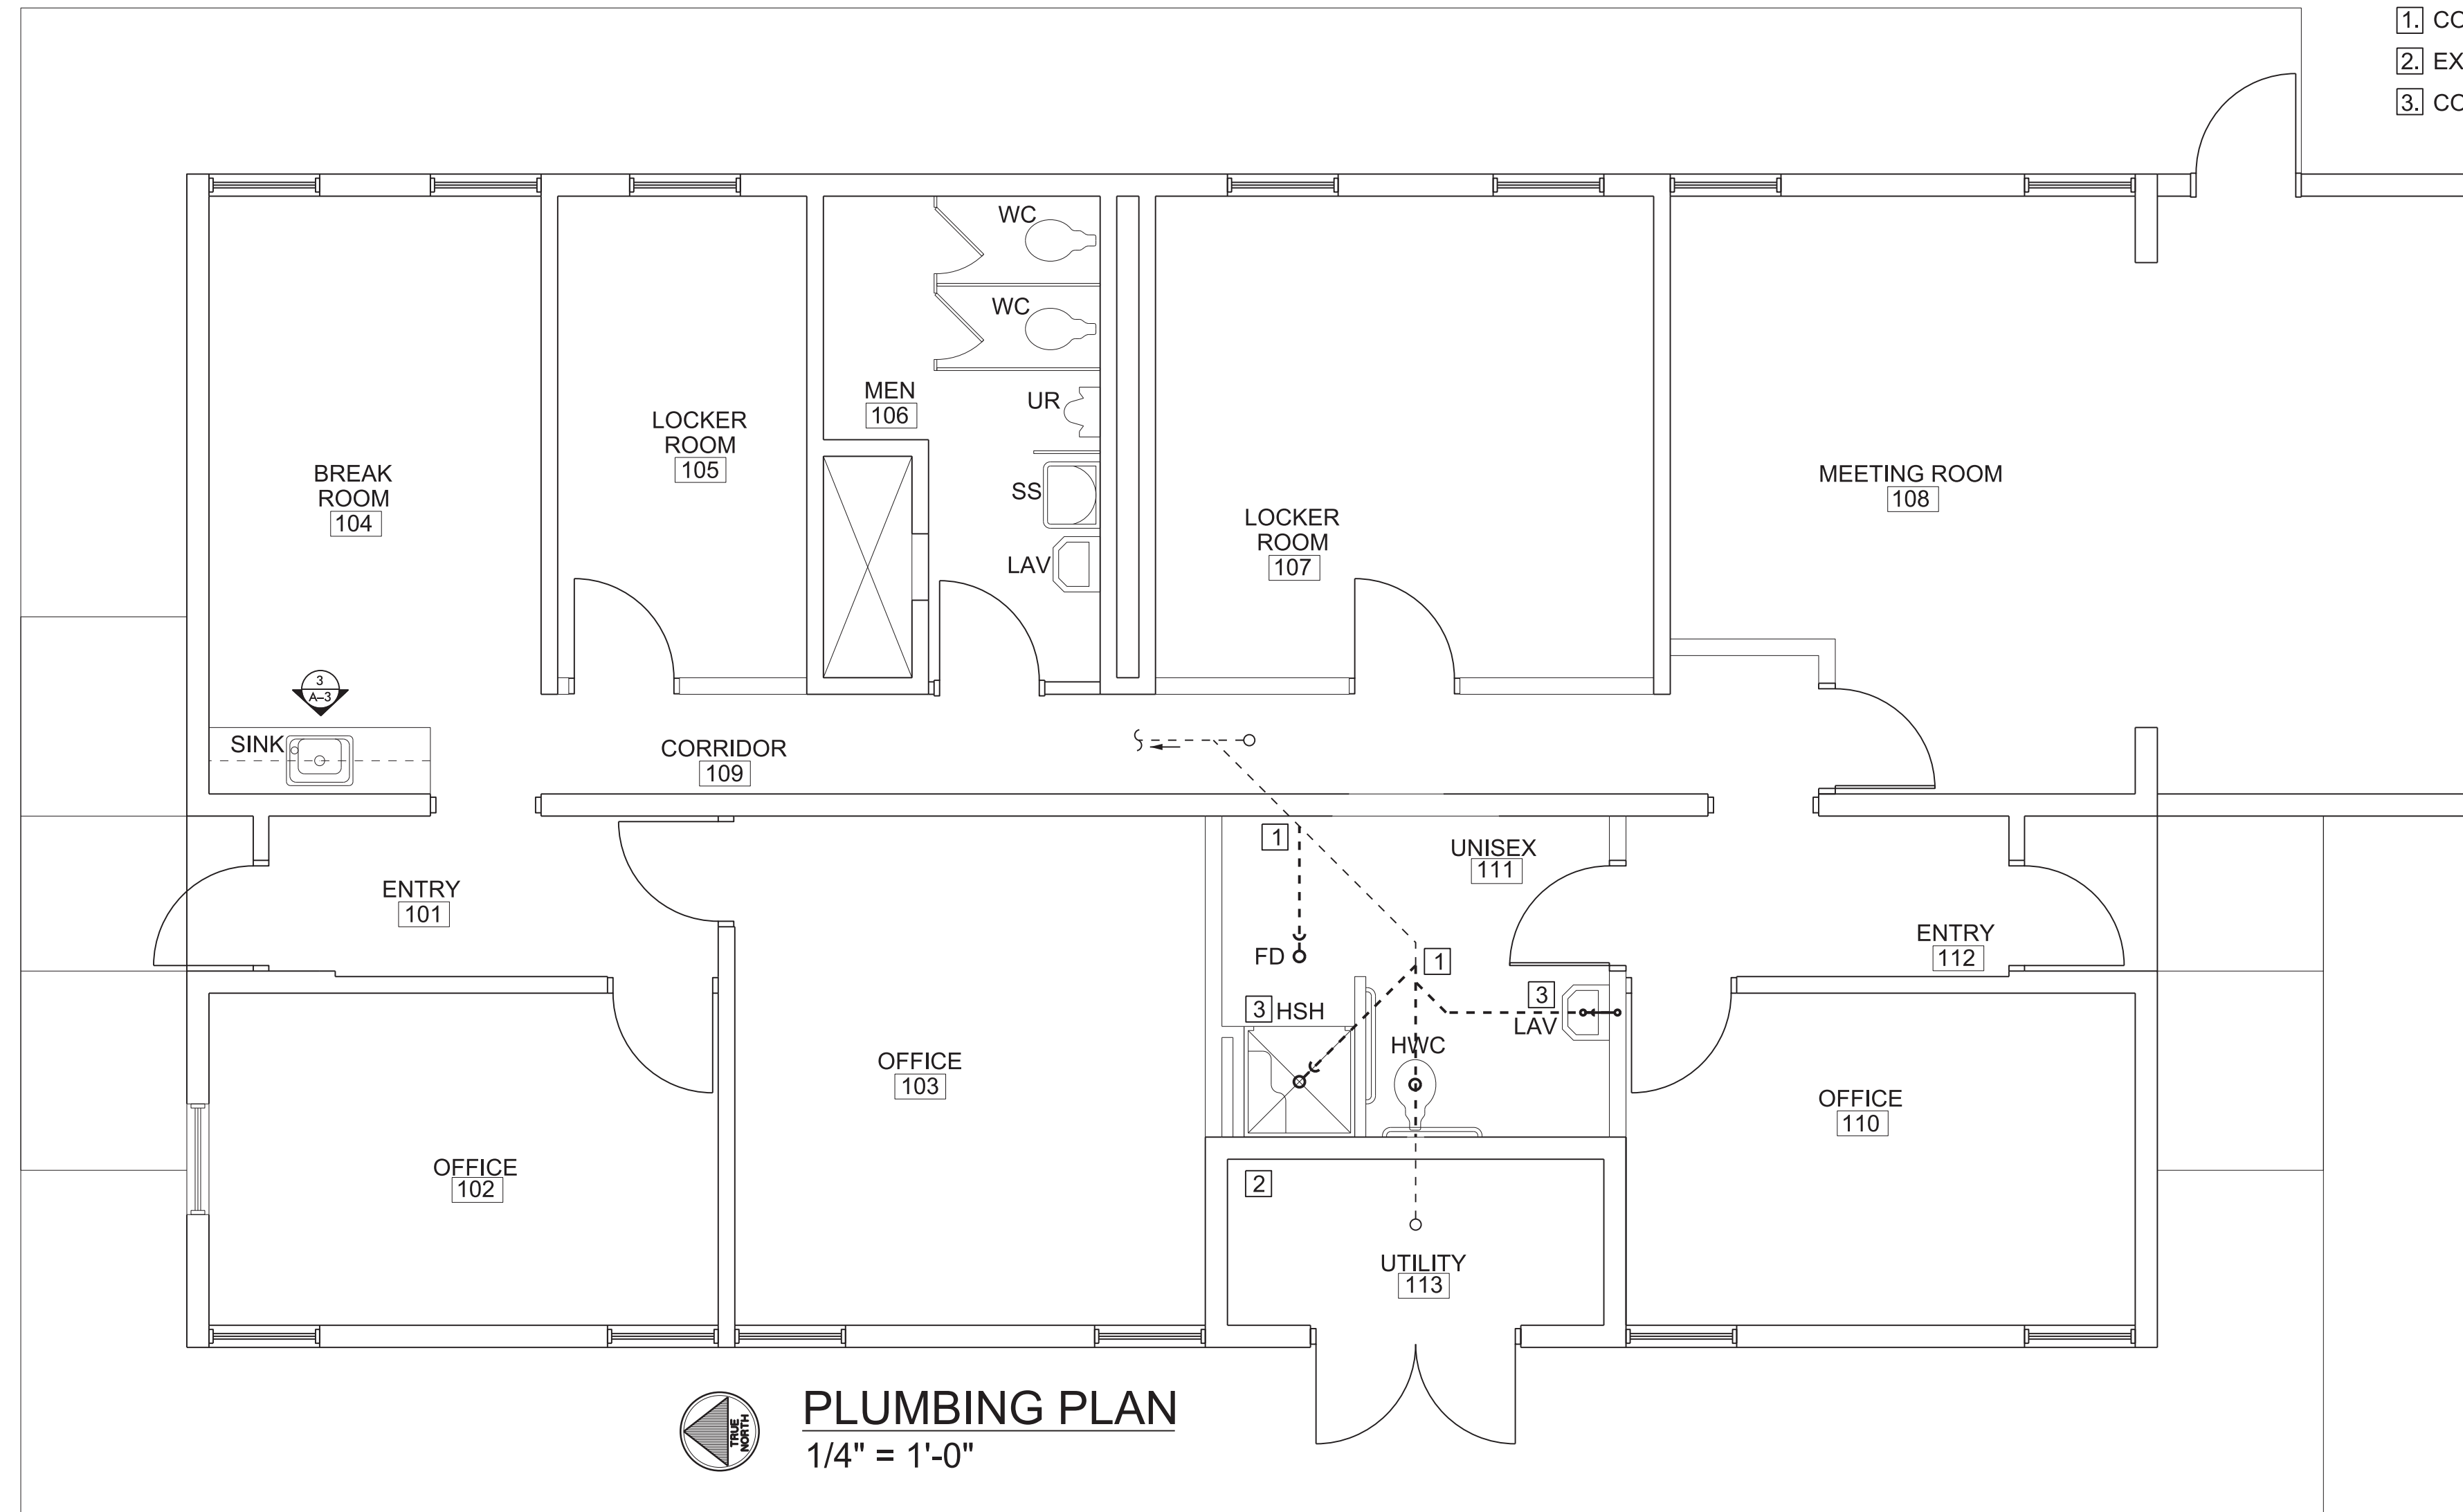 1. CO
2. EX
3. CO
WC
WC
MEN
106
UR
LOCKER
ROOM
105
BREAK
ROOM
104
SS
LAV
LOCKER
ROOM
107
MEETING ROOM
108
3
A-3
SINK
CORRIDOR
109
1
UNISEX
111
ENTRY
101
FD
1
ENTRY
112
3 HSH
3
LAV
HWC
OFFICE
103
OFFICE
110
OFFICE
102
2
UTILITY
113
TRUE
NORTH
PLUMBING PLAN
1/4" = 1'-0"